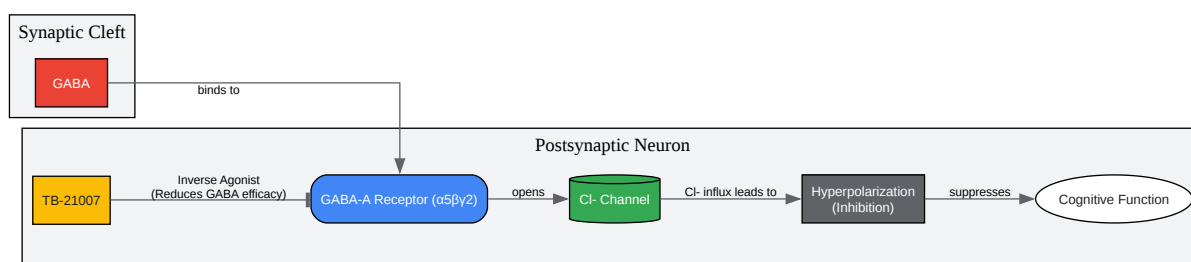 Synaptic Cleft
GABA
binds to
Postsynaptic Neuron
TB-21007
Inverse Agonist
(Reduces GABA efficacy)
GABA-A Receptor (α5βγ2)
opens
Cl- Channel
Cl- influx leads to
Hyperpolarization
(Inhibition)
suppresses
Cognitive Function